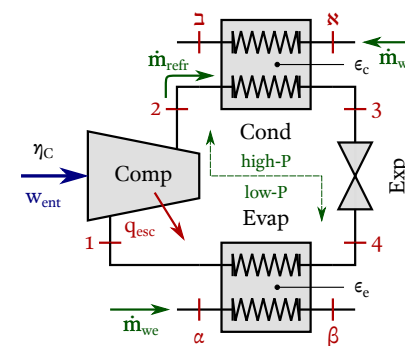 ב
א
ṁrefr
ϵc
ṁw
2
3
Cond
ηC
high-P
Comp
low-P
Exp
went
Evap
qesc
1
4
ϵe
ṁwe
α
β